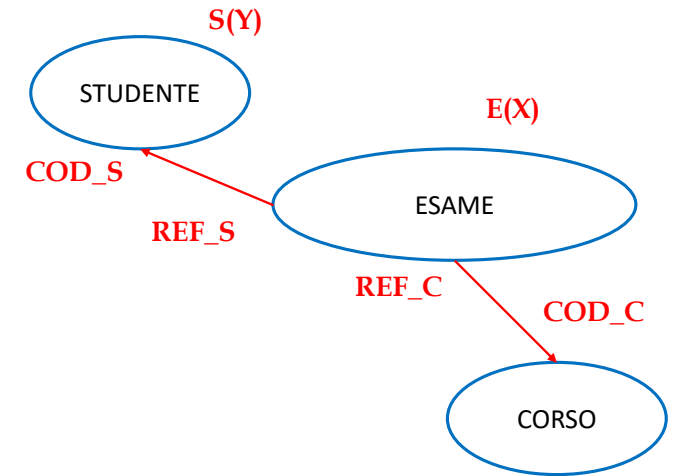 S(Y)
STUDENTE
E(X)
COD_S
ESAME
REF_S
REF_C
COD_C
CORSO